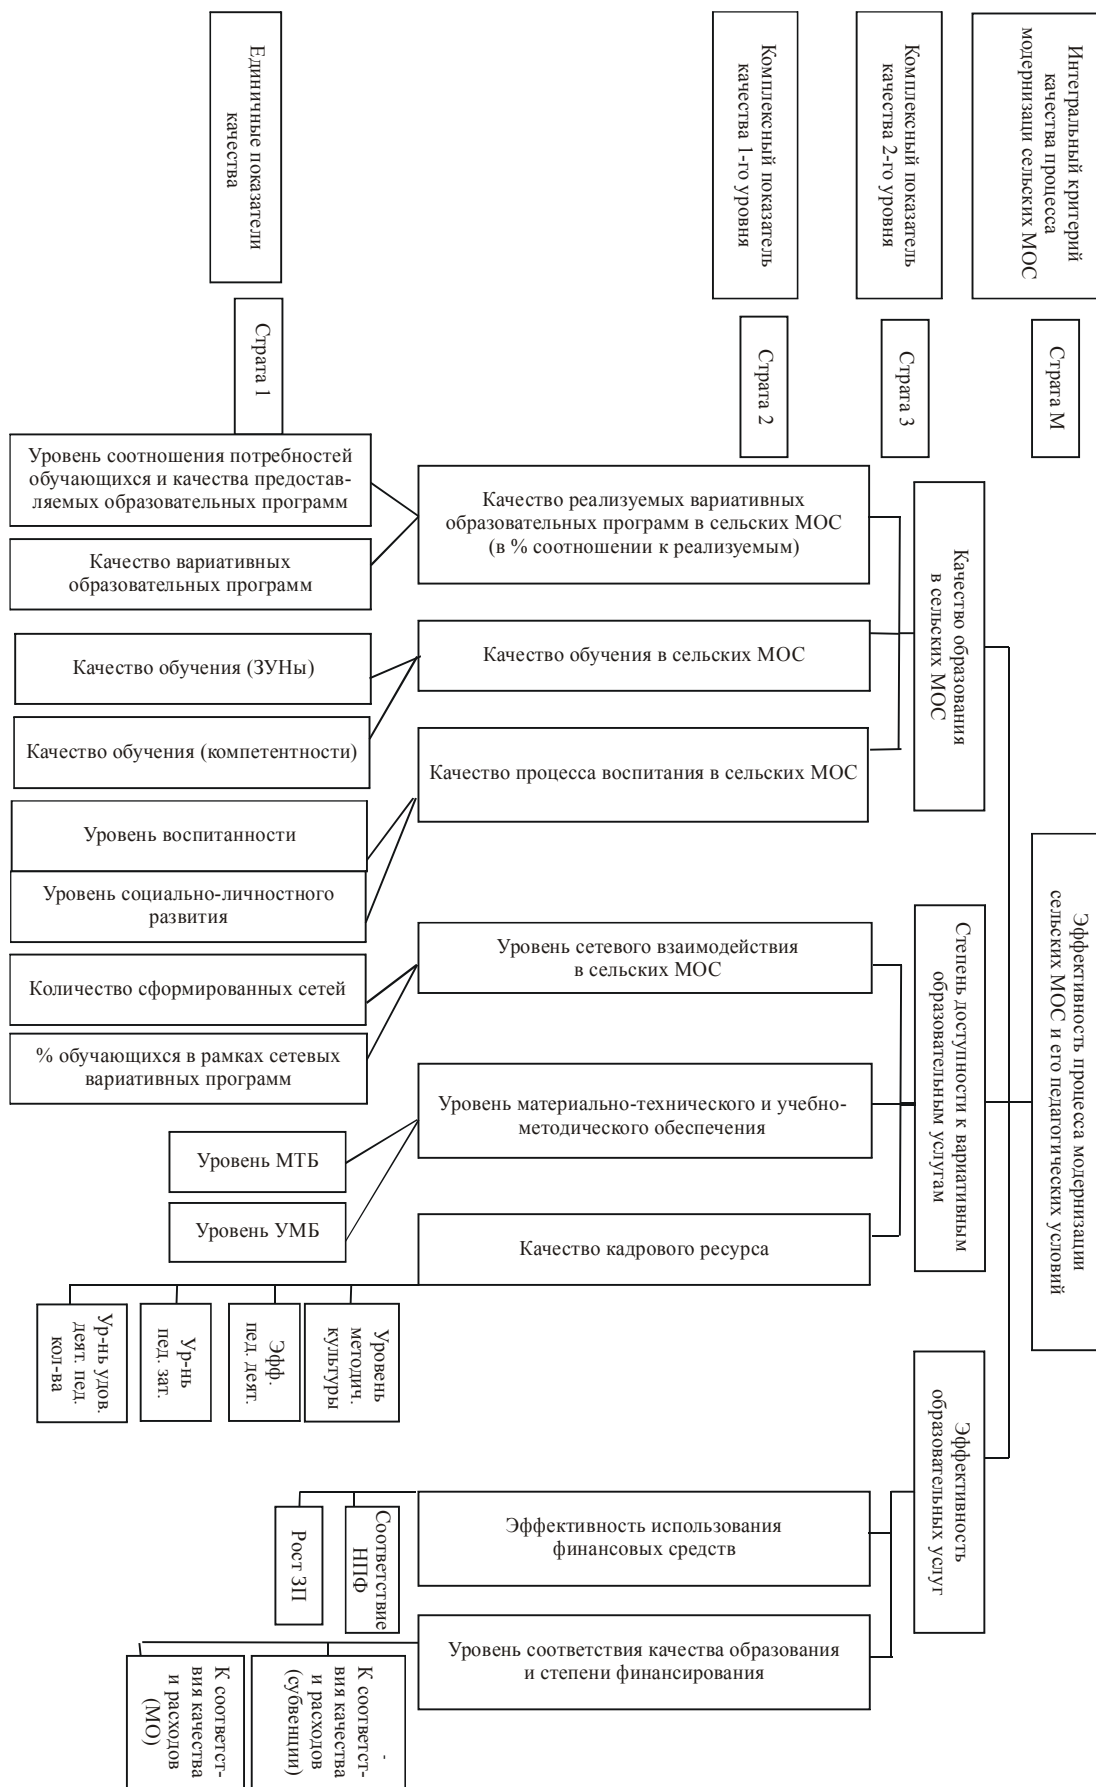 Единичные показатели
качества
Комплексный показатель
качества 1-го уровня
Комплексный показатель
качества 2-го уровня
Интегральный критерий
качества процесса
модернизаци сельских МОС
Страта 1
Страта 2
Страта 3
Страта М
Уровень соотношения потребностей
обучающихся и качества предостав-
ляемых образовательных программ
Качество вариативных
образовательных программ
Качество обучения (ЗУНы)
Качество обучения (компетентности)
Уровень воспитанности
Уровень социально-личностного
развития
Количество сформированных сетей
% обучающихся в рамках сетевых
вариативных программ
Уровень МТБ
Уровень УМБ
Ур-нь удов.
деят. пед.
кол-ва
Ур-нь
пед. зат.
Эфф.
пед. деят.
Уровень
методич.
культуры
Рост ЗП
Соответствие
НПФ
К соответст-
вия качества
и расходов
(МО)
-
К соответст-
вия качества
и расходов
(субвенции)
Качество реализуемых вариативных
образовательных программ в сельских МОС
(в % соотношении к реализуемым)
Качество обучения в сельских МОС
Качество процесса воспитания в сельских МОС
Уровень сетевого взаимодействия
в сельских МОС
Уровень материально-технического и учебно-
методического обеспечения
Качество кадрового ресурса
Эффективность использования
финансовых средств
Уровень соответствия качества образования
и степени финансирования
Качество образования
в сельских МОС
Степень доступности к вариативным
образовательным услугам
Эффективность
образовательных услуг
Эффективность процесса модернизации
сельских МОС и его педагогических условий